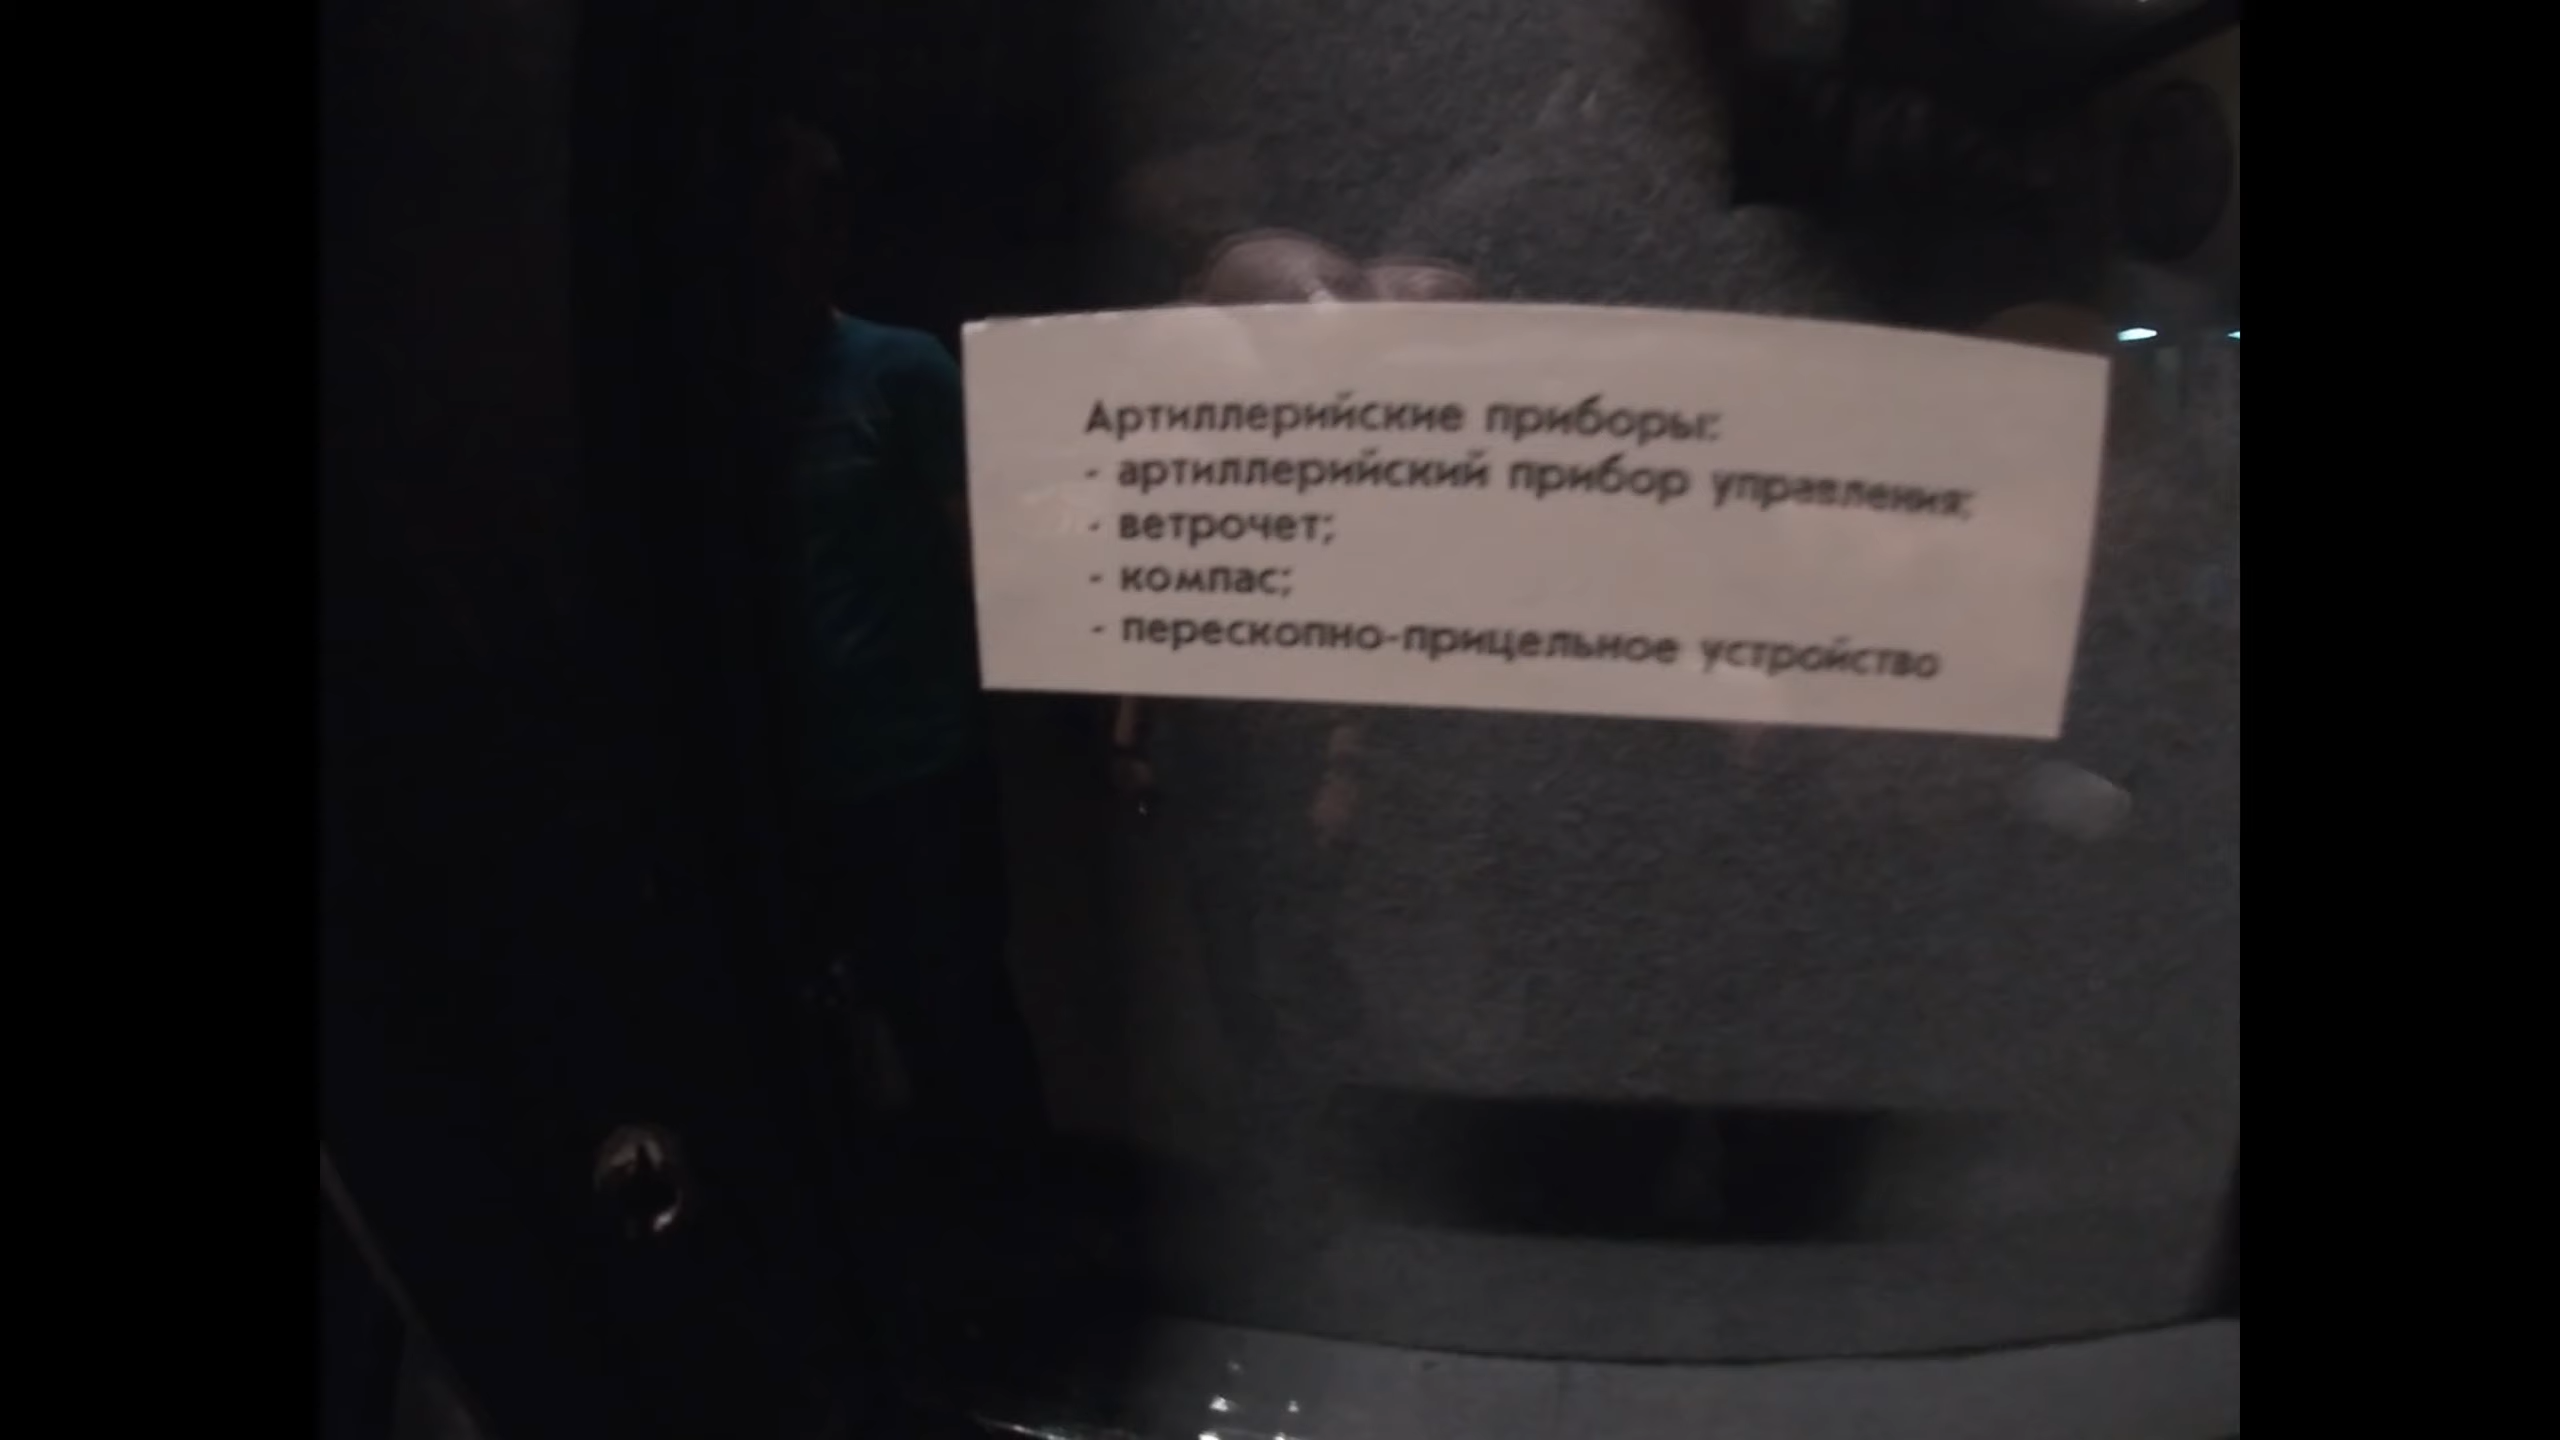 Артиллерийские приборы:
- артиллерийский прибор управления;
- ветрочет;
- компас;
- перескопно-прицельное устройство